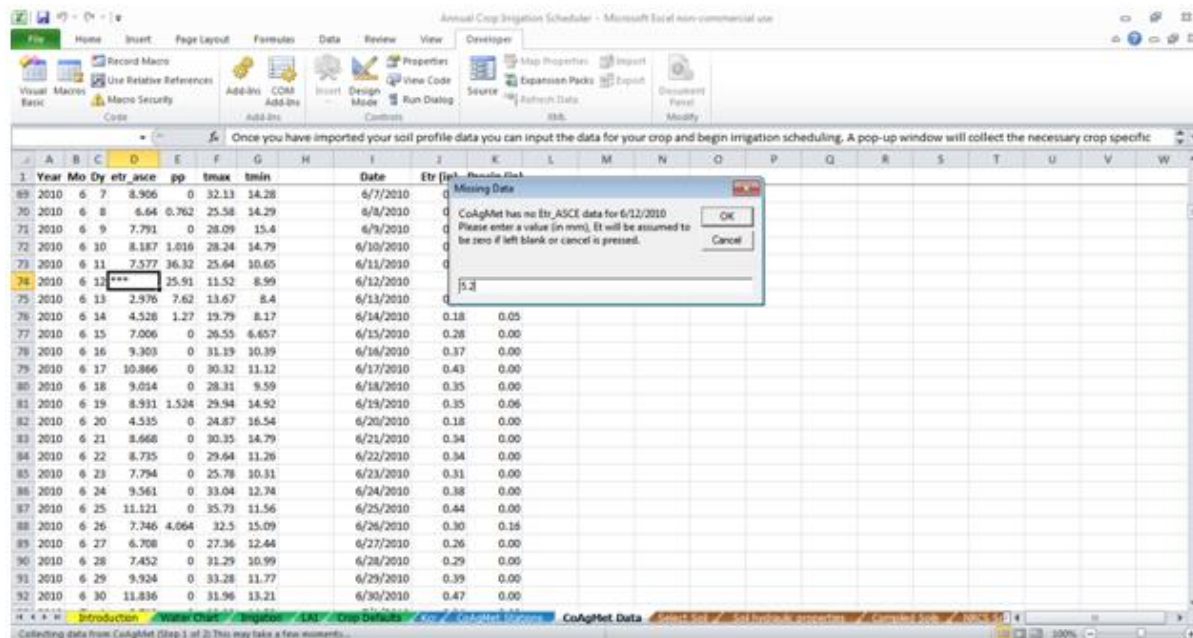 Annual Crop Irrigation Scheduler - Microsoft Excel non-commercial use
File Home Insert Page Layout Formulas Data Review View Developer
Visual Basic Macros Record Macro Use Relative References Macro Security Code
Add-Ins COM Add-Ins Add-Ins
Insert Design Mode Properties View Code Run Dialog Controls
Source Map Properties Expansion Packs Refresh Data Import Export XML
Document Panel Modify
fx Once you have imported your soil profile data you can input the data for your crop and begin irrigation scheduling. A pop-up window will collect the necessary crop specific
A B C D E F G H I J K L M N O P Q R S T U V W
1 Year Mo Dy etr_asce pp tmax tmin Date Etr (in) Precip (in)
69 2010 6 7 8.906 0 32.13 14.28 6/7/2010 0
70 2010 6 8 6.64 0.762 25.58 14.29 6/8/2010 0
71 2010 6 9 7.791 0 28.09 15.4 6/9/2010 0
72 2010 6 10 8.187 1.016 28.24 14.79 6/10/2010 0
73 2010 6 11 7.577 36.32 25.64 10.65 6/11/2010 0
74 2010 6 12 *** 25.91 11.52 8.99 6/12/2010
75 2010 6 13 2.976 7.62 13.67 8.4 6/13/2010 0
76 2010 6 14 4.528 1.27 19.79 8.17 6/14/2010 0.18 0.05
77 2010 6 15 7.006 0 26.55 6.657 6/15/2010 0.28 0.00
78 2010 6 16 9.303 0 31.19 10.39 6/16/2010 0.37 0.00
79 2010 6 17 10.866 0 30.32 11.12 6/17/2010 0.43 0.00
80 2010 6 18 9.014 0 28.31 9.59 6/18/2010 0.35 0.00
81 2010 6 19 8.931 1.524 29.94 14.92 6/19/2010 0.35 0.06
82 2010 6 20 4.535 0 24.87 16.54 6/20/2010 0.18 0.00
83 2010 6 21 8.668 0 30.35 14.79 6/21/2010 0.34 0.00
84 2010 6 22 8.735 0 29.64 11.26 6/22/2010 0.34 0.00
85 2010 6 23 7.794 0 25.78 10.31 6/23/2010 0.31 0.00
86 2010 6 24 9.561 0 33.04 12.74 6/24/2010 0.38 0.00
87 2010 6 25 11.121 0 35.73 11.56 6/25/2010 0.44 0.00
88 2010 6 26 7.746 4.064 32.5 15.09 6/26/2010 0.30 0.16
89 2010 6 27 6.708 0 27.36 12.44 6/27/2010 0.26 0.00
90 2010 6 28 7.452 0 31.29 10.99 6/28/2010 0.29 0.00
91 2010 6 29 9.924 0 33.28 11.77 6/29/2010 0.39 0.00
92 2010 6 30 11.836 0 31.96 13.21 6/30/2010 0.47 0.00
Missing Data
CoAgMet has no Etr_ASCE data for 6/12/2010
Please enter a value (in mm), Et will be assumed to
be zero if left blank or cancel is pressed.
OK
Cancel
5.2
Introduction Water Chart Irrigation LAI Crop Defaults Kcr CoAgMet Stations CoAgMet Data Select Soil Soil hydraulic properties Compiled Soils
Collecting data from CoAgMet (Step 1 of 2) This may take a few moments... 100%